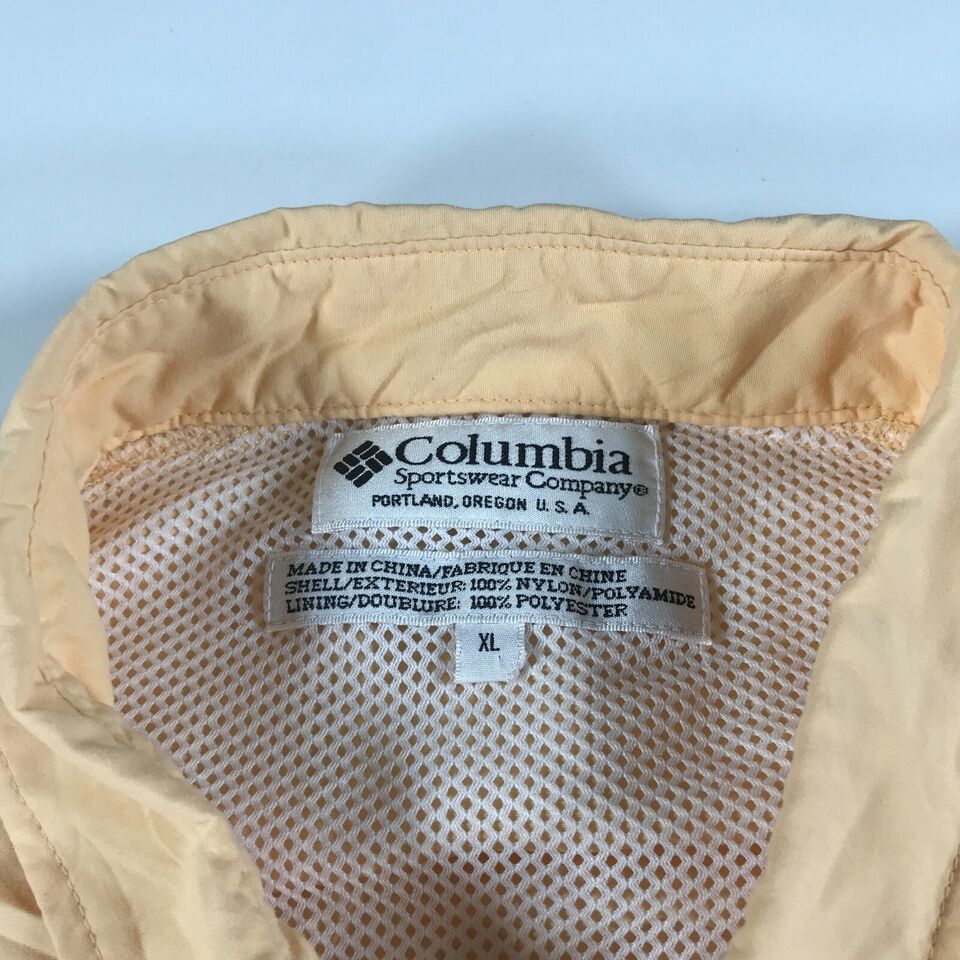 Columbia
Sportswear Company®
PORTLAND, OREGON U.S.A.
MADE IN CHINA/FABRIQUE EN CHINE
SHELL/EXTERIEUR: 100% NYLON/POLYAMIDE
LINING/DOUBLURE: 100% POLYESTER
XL